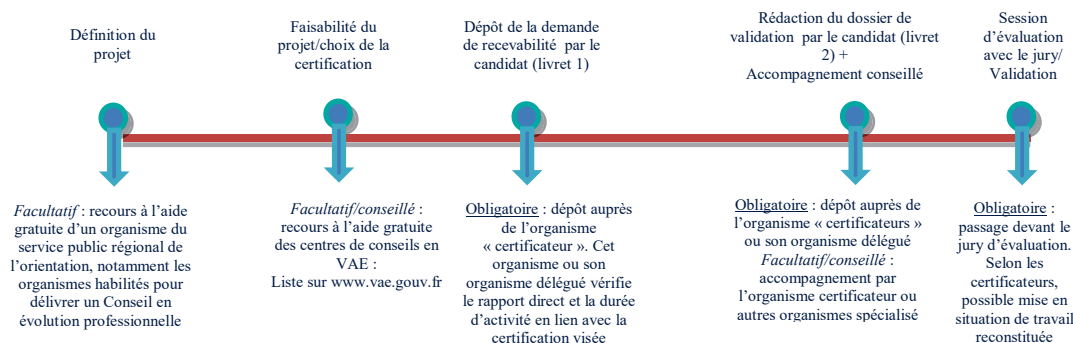 Définition du
projet
Faisabilité du
projet/choix de la
certification
Dépôt de la demande
de recevabilité par le
candidat (livret 1)
Rédaction du dossier de
validation par le candidat (livret
2) +
Accompagnement conseillé
Session
d’évaluation
avec le jury/
Validation
Facultatif : recours à l’aide
gratuite d’un organisme du
service public régional de
l’orientation, notamment les
organismes habilités pour
délivrer un Conseil en
évolution professionnelle
Facultatif/conseillé :
recours à l’aide gratuite
des centres de conseils en
VAE :
Liste sur www.vae.gouv.fr
Obligatoire : dépôt auprès
de l’organisme
« certificateur ». Cet
organisme ou son
organisme délégué vérifie
le rapport direct et la durée
d’activité en lien avec la
certification visée
Obligatoire : dépôt auprès de
l’organisme « certificateurs »
ou son organisme délégué
Facultatif/conseillé :
accompagnement par
l’organisme certificateur ou
autres organismes spécialisé
Obligatoire :
passage devant le
jury d’évaluation.
Selon les
certificateurs,
possible mise en
situation de travail
reconstituée